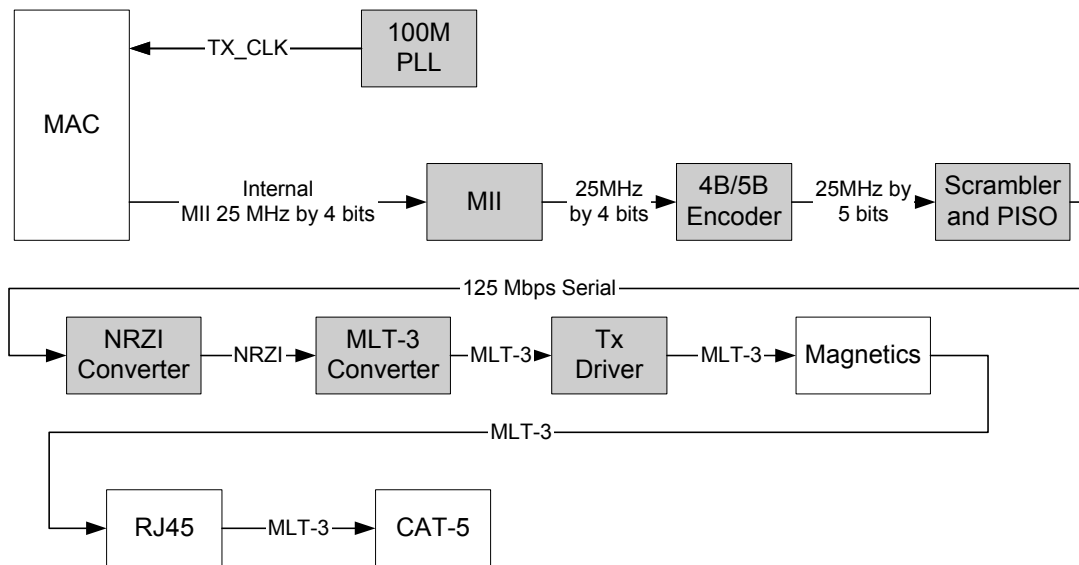 100M
PLL
TX_CLK
MAC
Internal
MII 25 MHz by 4 bits
MII
25MHz
by 4 bits
4B/5B
Encoder
25MHz by
5 bits
Scrambler
and PISO
125 Mbps Serial
NRZI
Converter
NRZI
MLT-3
Converter
MLT-3
Tx
Driver
MLT-3
Magnetics
MLT-3
RJ45
MLT-3
CAT-5